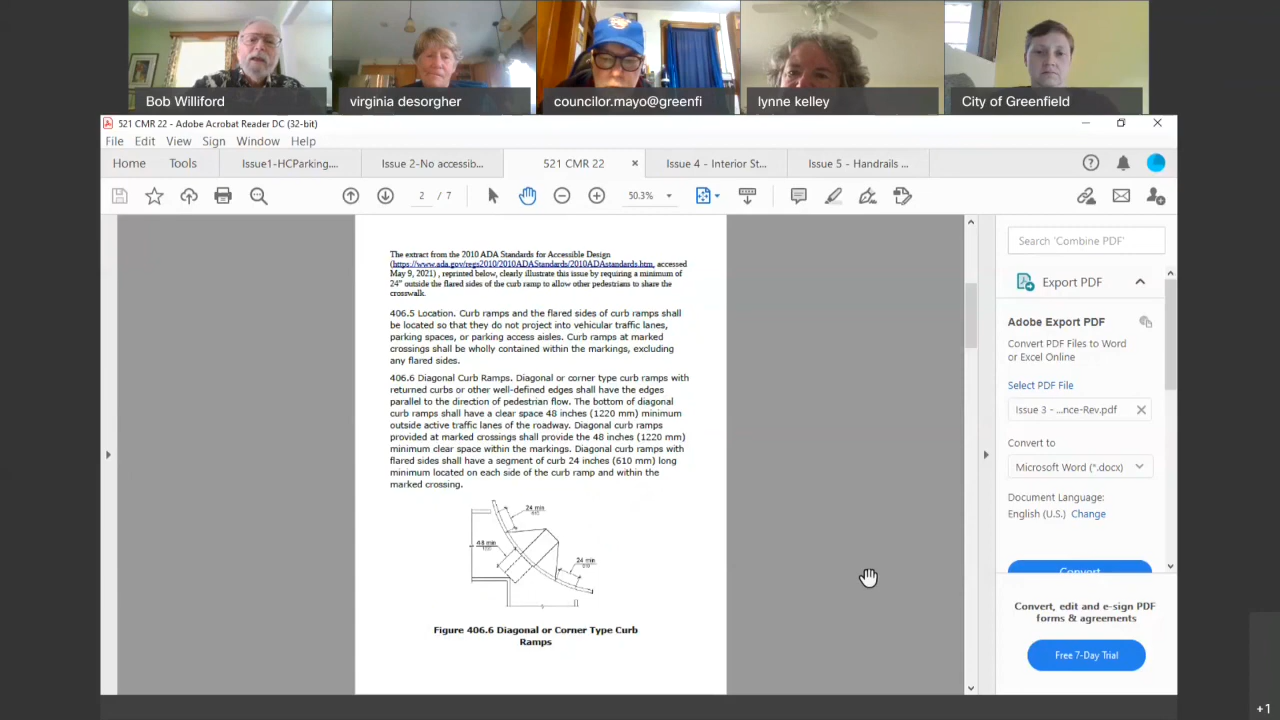 Bob Williford
virginia desorgher
councilor.mayo@greenfi
lynne kelley
City of Greenfield
521 CMR 22 - Adobe Acrobat Reader DC (32-bit)
File Edit View Sign Window Help
Home Tools Issue1-HCParking.... Issue 2-No accessib... 521 CMR 22 Issue 4 - Interior St... Issue 5 - Handrails ...
2 / 7 50.3%
The extract from the 2010 ADA Standards for Accessible Design
(https://www.ada.gov/regs2010/2010ADAStandards/2010ADAstandards.htm, accessed
May 9, 2021) , reprinted below, clearly illustrate this issue by requiring a minimum of
24" outside the flared sides of the curb ramp to allow other pedestrians to share the
crosswalk.
406.5 Location. Curb ramps and the flared sides of curb ramps shall
be located so that they do not project into vehicular traffic lanes,
parking spaces, or parking access aisles. Curb ramps at marked
crossings shall be wholly contained within the markings, excluding
any flared sides.
406.6 Diagonal Curb Ramps. Diagonal or corner type curb ramps with
returned curbs or other well-defined edges shall have the edges
parallel to the direction of pedestrian flow. The bottom of diagonal
curb ramps shall have a clear space 48 inches (1220 mm) minimum
outside active traffic lanes of the roadway. Diagonal curb ramps
provided at marked crossings shall provide the 48 inches (1220 mm)
minimum clear space within the markings. Diagonal curb ramps with
flared sides shall have a segment of curb 24 inches (610 mm) long
minimum located on each side of the curb ramp and within the
marked crossing.
24 min
48 min
24 min
Figure 406.6 Diagonal or Corner Type Curb
Ramps
Search 'Combine PDF'
Export PDF
Adobe Export PDF
Convert PDF Files to Word
or Excel Online
Select PDF File
Issue 3 - ...nce-Rev.pdf
Convert to
Microsoft Word (*.docx)
Document Language:
English (U.S.) Change
Convert
Convert, edit and e-sign PDF
forms & agreements
Free 7-Day Trial
+1